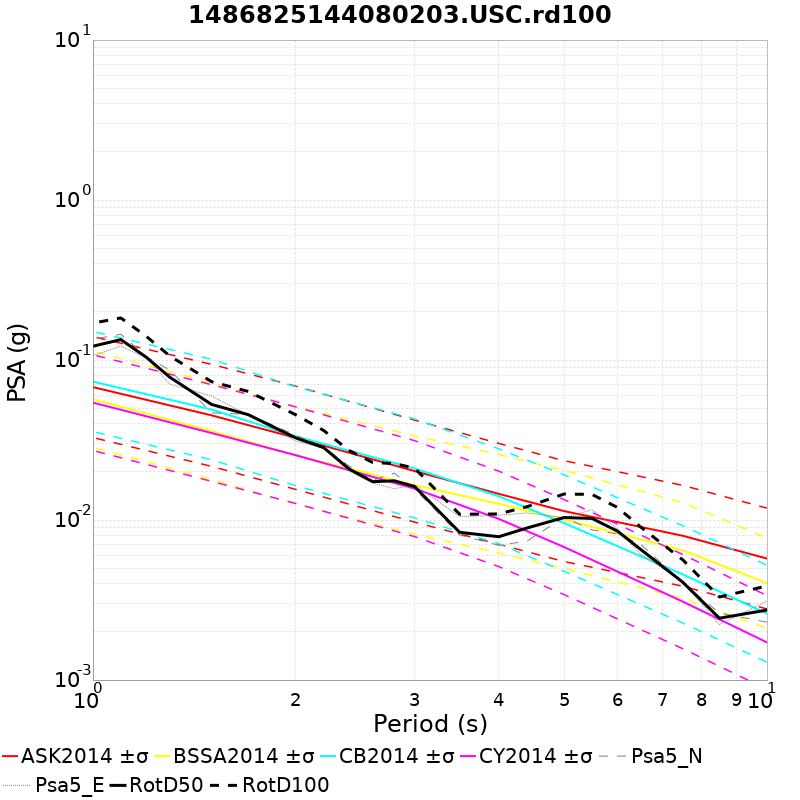 1486825144080203.USC.rd100
10^1
10^0
10^-1
10^-2
10^-3
PSA (g)
10^0 2 3 4 5 6 7 8 9 10^1
Period (s)
ASK2014 ±σ BSSA2014 ±σ CB2014 ±σ CY2014 ±σ Psa5_N
Psa5_E RotD50 RotD100